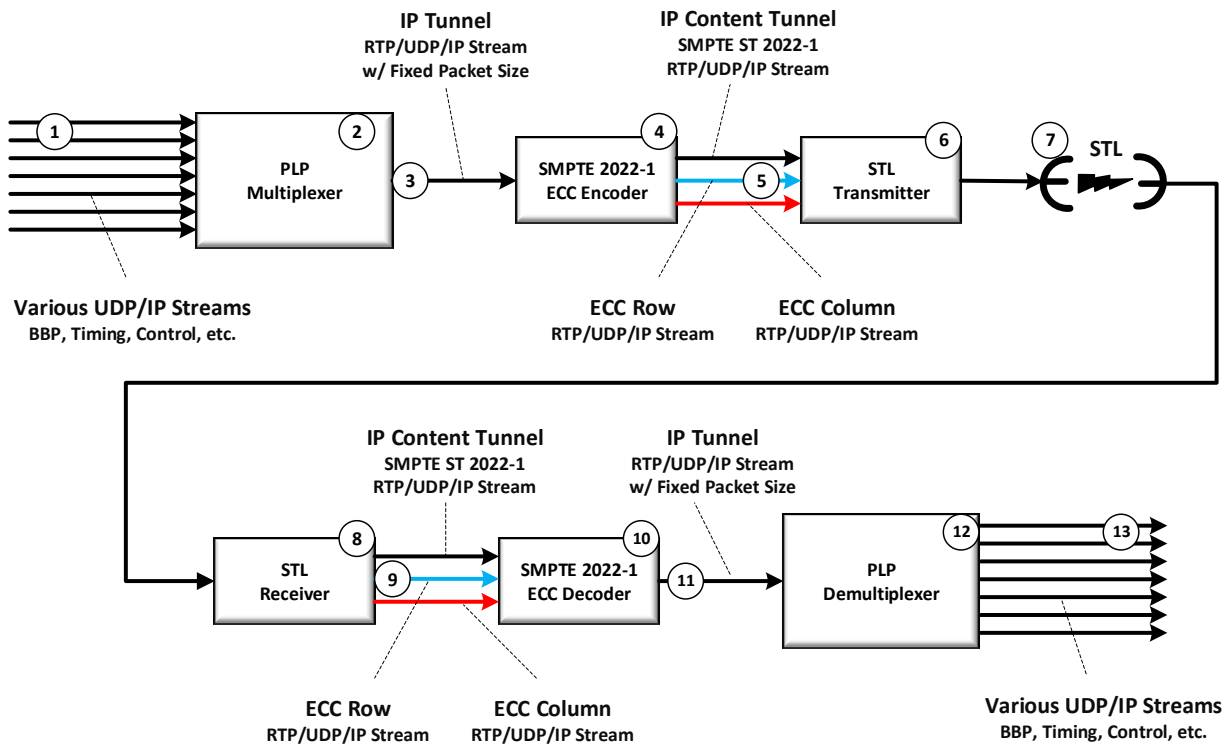 IP Tunnel
RTP/UDP/IP Stream
w/ Fixed Packet Size
IP Content Tunnel
SMPTE ST 2022-1
RTP/UDP/IP Stream
1
2
PLP
Multiplexer
3
4
SMPTE 2022-1
ECC Encoder
5
6
STL
Transmitter
7
STL
Various UDP/IP Streams
BBP, Timing, Control, etc.
ECC Row
RTP/UDP/IP Stream
ECC Column
RTP/UDP/IP Stream
IP Content Tunnel
SMPTE ST 2022-1
RTP/UDP/IP Stream
IP Tunnel
RTP/UDP/IP Stream
w/ Fixed Packet Size
8
STL
Receiver
9
10
SMPTE 2022-1
ECC Decoder
11
12
PLP
Demultiplexer
13
ECC Row
RTP/UDP/IP Stream
ECC Column
RTP/UDP/IP Stream
Various UDP/IP Streams
BBP, Timing, Control, etc.